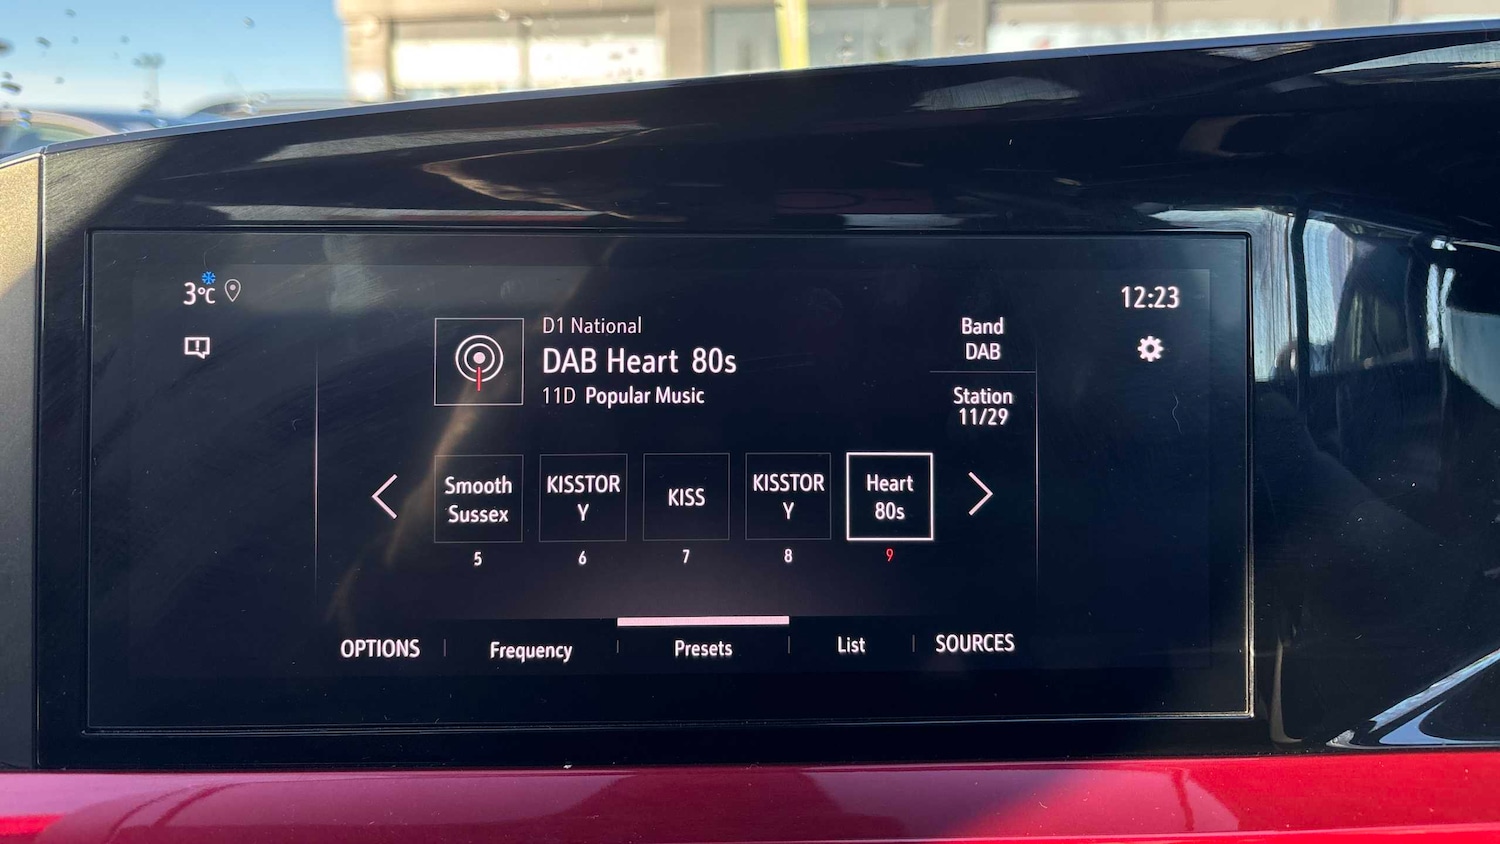 3°C
12:23
D1 National
DAB Heart 80s
11D Popular Music
Band
DAB
Station
11/29
Smooth
Sussex
5
KISSTOR
Y
6
KISS
7
KISSTOR
Y
8
Heart
80s
9
OPTIONS
Frequency
Presets
List
SOURCES